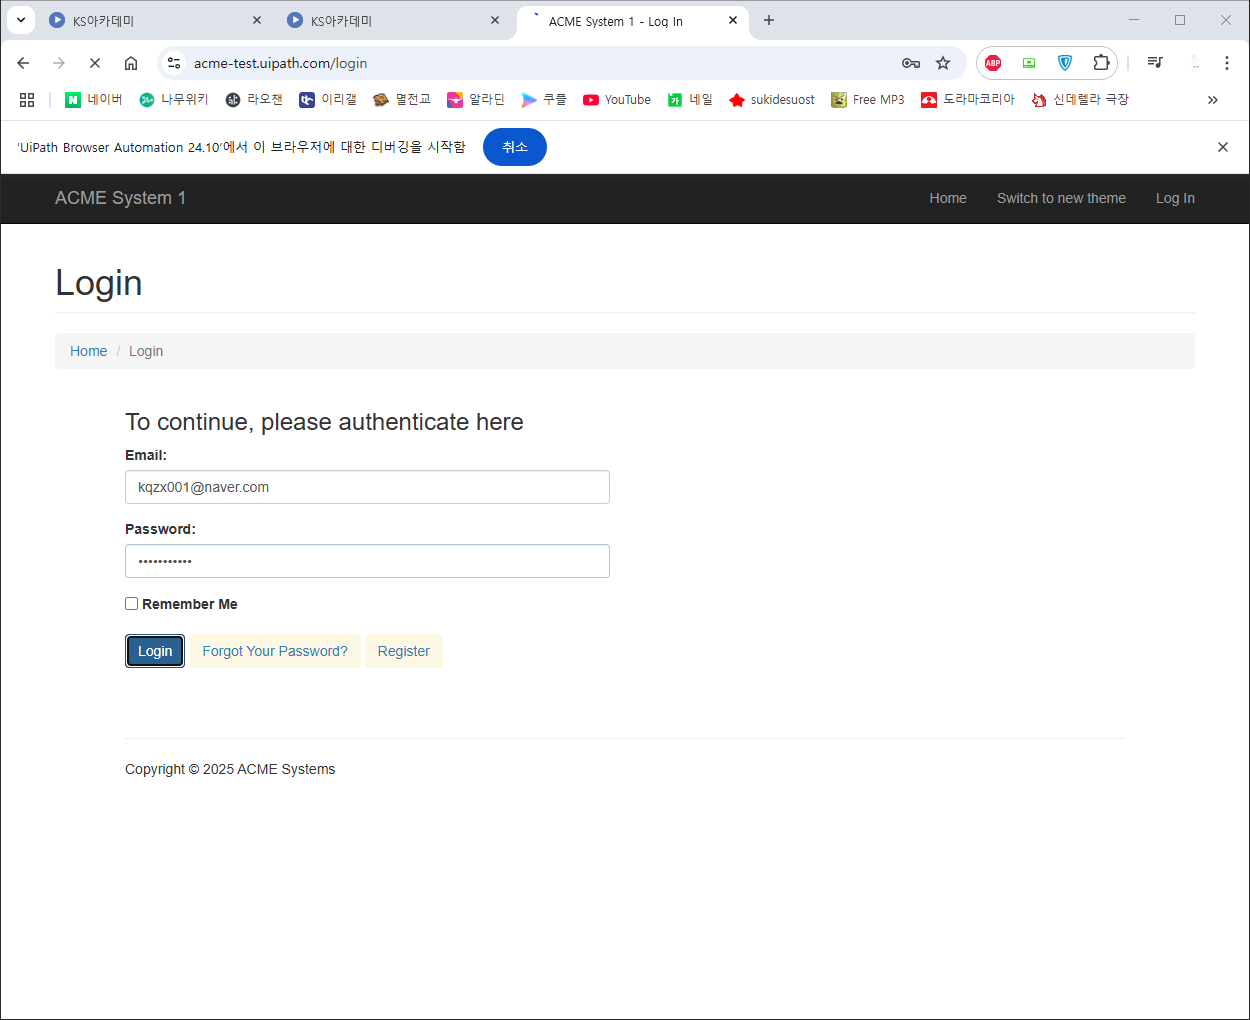 KS아카데미
KS아카데미
ACME System 1 - Log In
acme-test.uipath.com/login
ABP
네이버
나무위키
라오챈
이리갤
멸전교
알라딘
쿠플
YouTube
네일
sukidesuost
Free MP3
도라마코리아
신데렐라 극장
'UiPath Browser Automation 24.10'에서 이 브라우저에 대한 디버깅을 시작함
취소
ACME System 1
Home
Switch to new theme
Log In
Login
Home / Login
To continue, please authenticate here
Email:
kqzx001@naver.com
Password:
•••••••••••
Remember Me
Login
Forgot Your Password?
Register
Copyright © 2025 ACME Systems